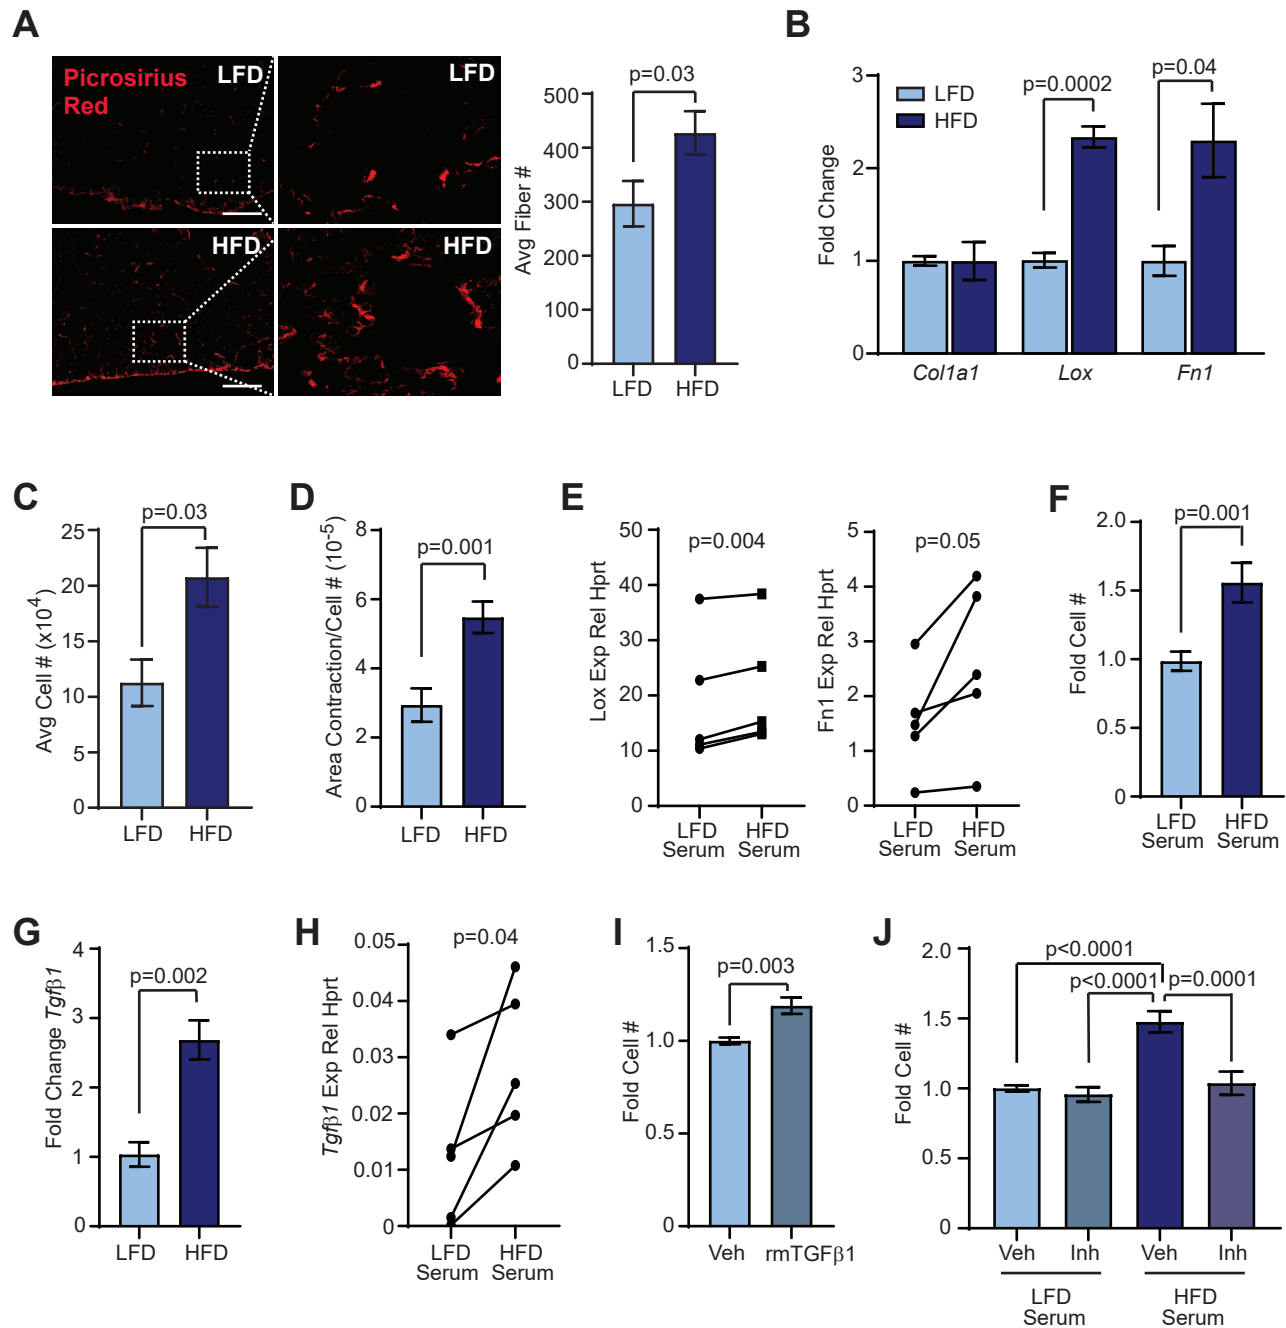 A
Picrosirius
Red
LFD
LFD
HFD
HFD
p=0.03
Avg Fiber #
500
400
300
200
100
0
LFD HFD
B
LFD
HFD
p=0.0002
p=0.04
Fold Change
3
2
1
0
Col1a1 Lox Fn1
C
p=0.03
Avg Cell # (x10⁴)
25
20
15
10
5
0
LFD HFD
D
p=0.001
Area Contraction/Cell # (10⁻⁵)
8
6
4
2
0
LFD HFD
E
p=0.004
Lox Exp Rel Hprt
50
40
30
20
10
0
LFD HFD
Serum Serum
p=0.05
Fn1 Exp Rel Hprt
5
4
3
2
1
0
LFD HFD
Serum Serum
F
p=0.001
Fold Cell #
2.0
1.5
1.0
0.5
0
LFD HFD
Serum Serum
G
p=0.002
Fold Change Tgfβ1
4
3
2
1
0
LFD HFD
H
p=0.04
Tgfβ1 Exp Rel Hprt
0.05
0.04
0.03
0.02
0.01
0
LFD HFD
Serum Serum
I
p=0.003
Fold Cell #
1.5
1.0
0.5
0
Veh rmTGFβ1
J
p<0.0001
p<0.0001 p=0.0001
Fold Cell #
2.0
1.5
1.0
0.5
0
Veh Inh Veh Inh
LFD HFD
Serum Serum